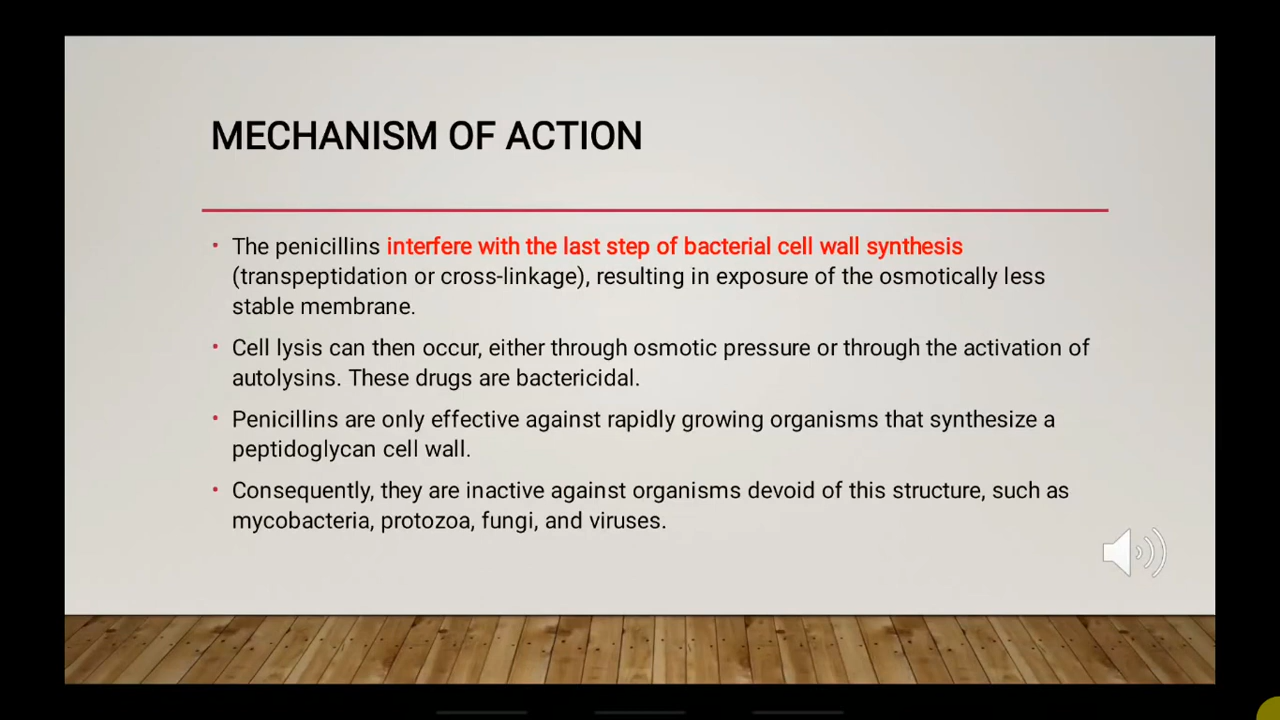 MECHANISM OF ACTION
• The penicillins interfere with the last step of bacterial cell wall synthesis
(transpeptidation or cross-linkage), resulting in exposure of the osmotically less
stable membrane.
• Cell lysis can then occur, either through osmotic pressure or through the activation of
autolysins. These drugs are bactericidal.
• Penicillins are only effective against rapidly growing organisms that synthesize a
peptidoglycan cell wall.
• Consequently, they are inactive against organisms devoid of this structure, such as
mycobacteria, protozoa, fungi, and viruses.